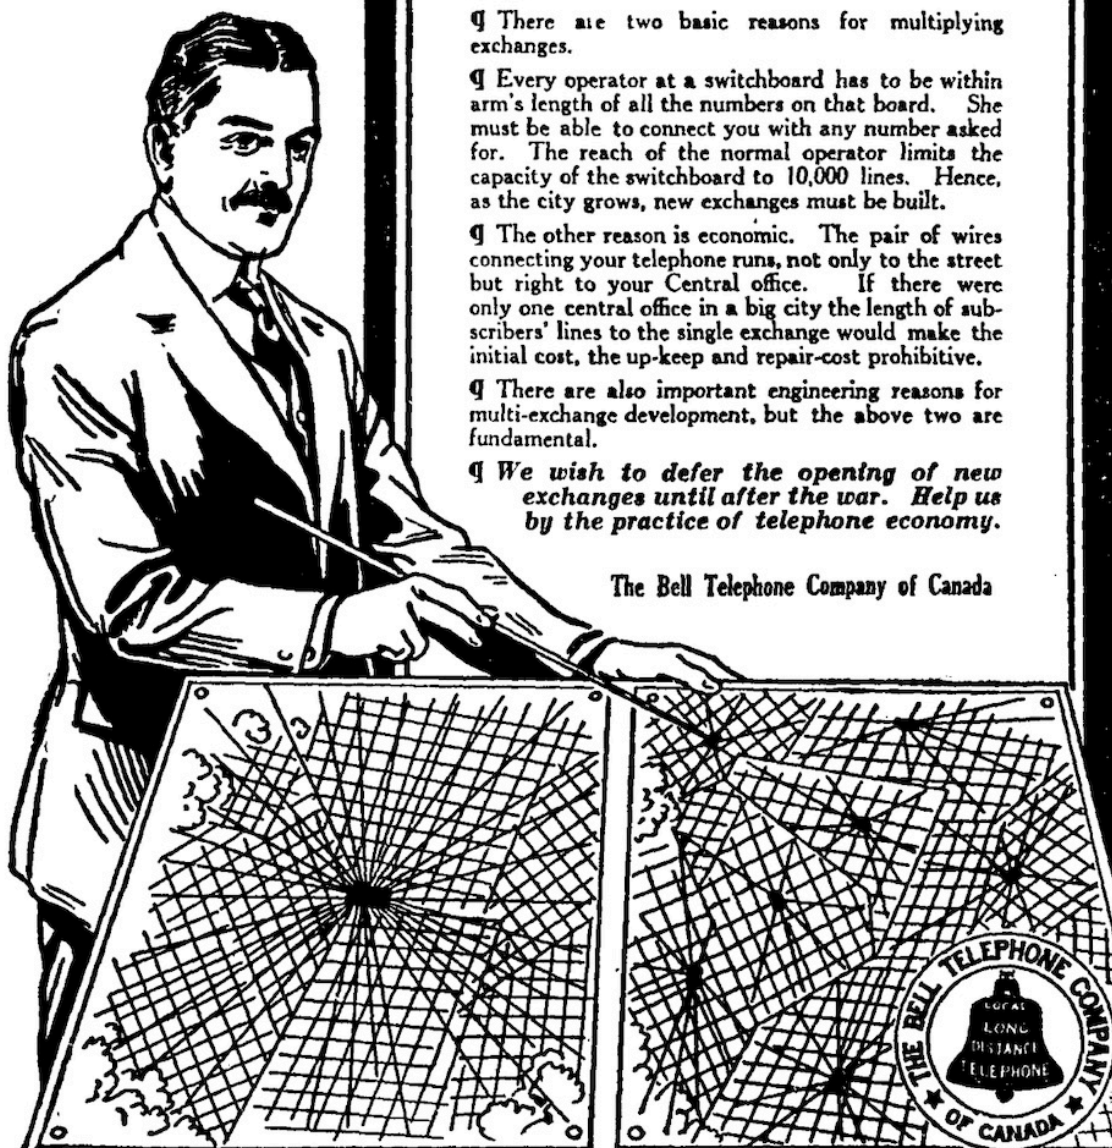 ¶ There are two basic reasons for multiplying
exchanges.
¶ Every operator at a switchboard has to be within
arm's length of all the numbers on that board. She
must be able to connect you with any number asked
for. The reach of the normal operator limits the
capacity of the switchboard to 10,000 lines. Hence,
as the city grows, new exchanges must be built.
¶ The other reason is economic. The pair of wires
connecting your telephone runs, not only to the street
but right to your Central office. If there were
only one central office in a big city the length of sub-
scribers' lines to the single exchange would make the
initial cost, the up-keep and repair-cost prohibitive.
¶ There are also important engineering reasons for
multi-exchange development, but the above two are
fundamental.
¶ We wish to defer the opening of new
exchanges until after the war. Help us
by the practice of telephone economy.
The Bell Telephone Company of Canada
THE BELL TELEPHONE COMPANY
OF CANADA
LOCAL
LONG
DISTANCE
TELEPHONE